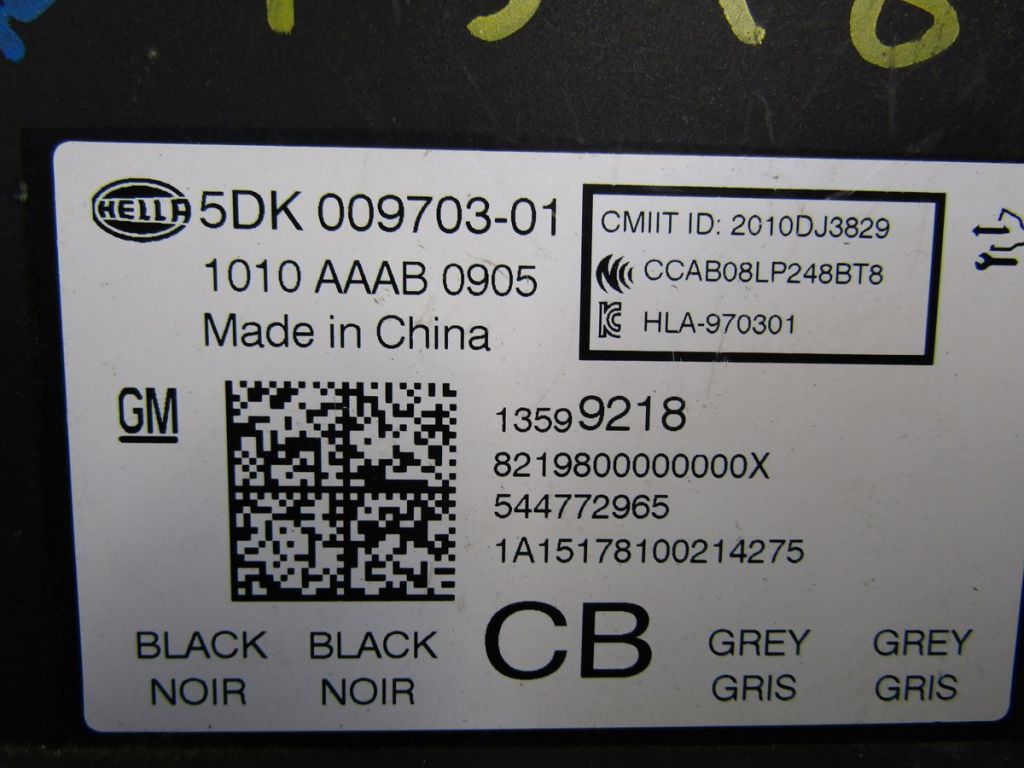 HELLA 5DK 009703-01
1010 AAAB 0905
Made in China
CMIIT ID: 2010DJ3829
CCAB08LP248BT8
HLA-970301
GM
13599218
8219800000000X
544772965
1A15178100214275
BLACK BLACK CB GREY GREY
NOIR NOIR GRIS GRIS